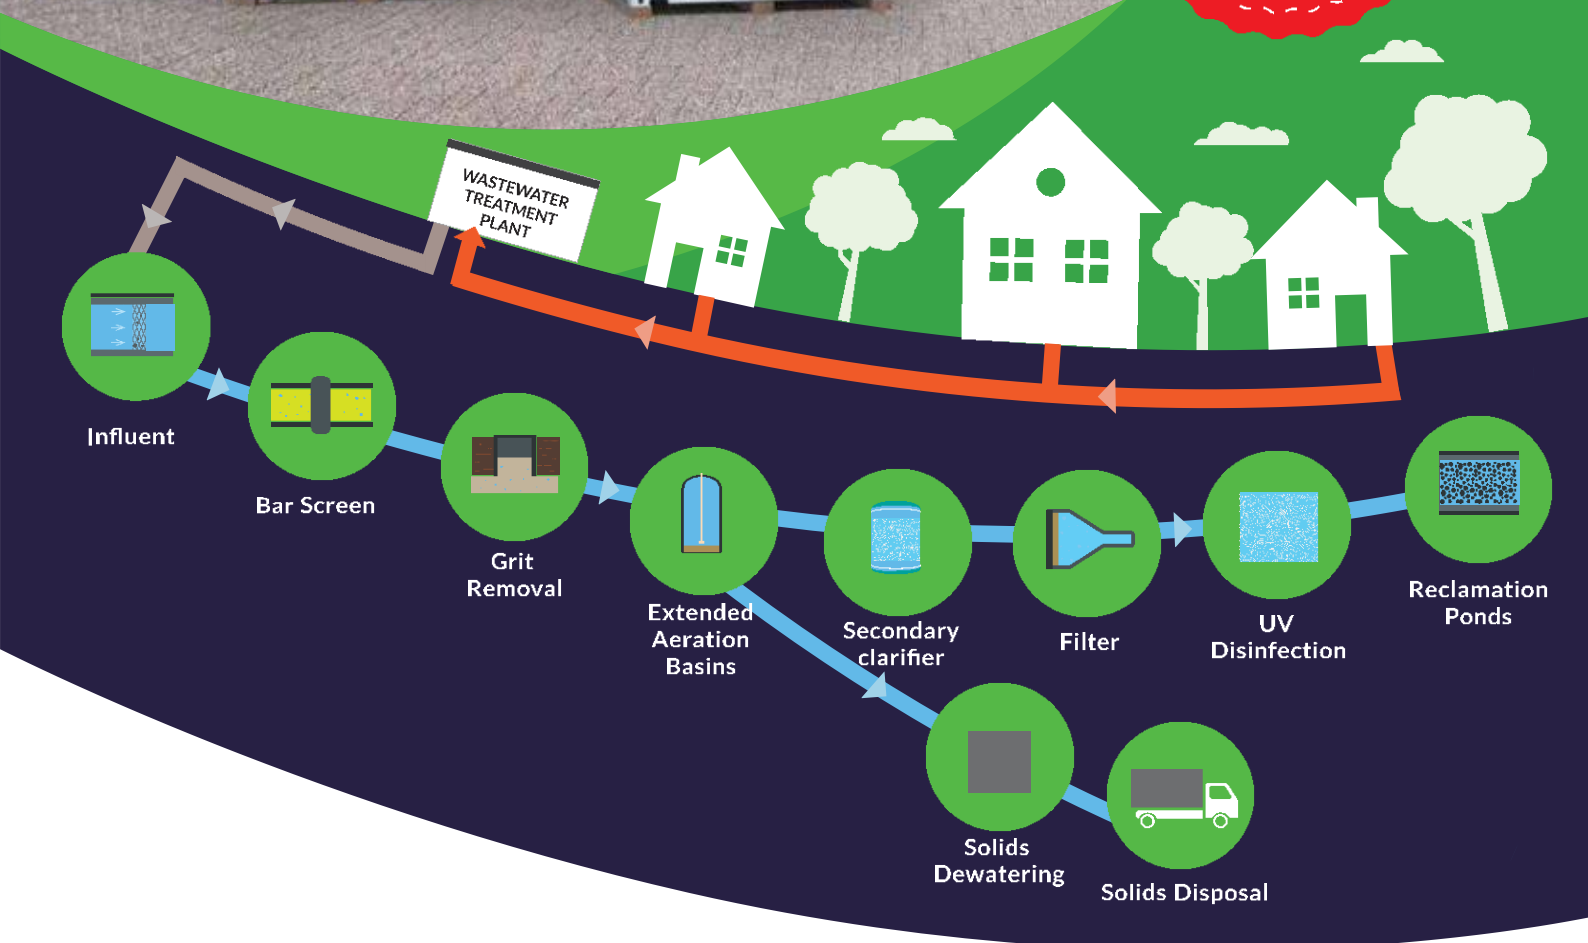 WASTEWATER
TREATMENT
PLANT
Influent
Bar Screen
Grit
Removal
Extended
Aeration
Basins
Secondary
clarifier
Filter
UV
Disinfection
Reclamation
Ponds
Solids
Dewatering
Solids Disposal